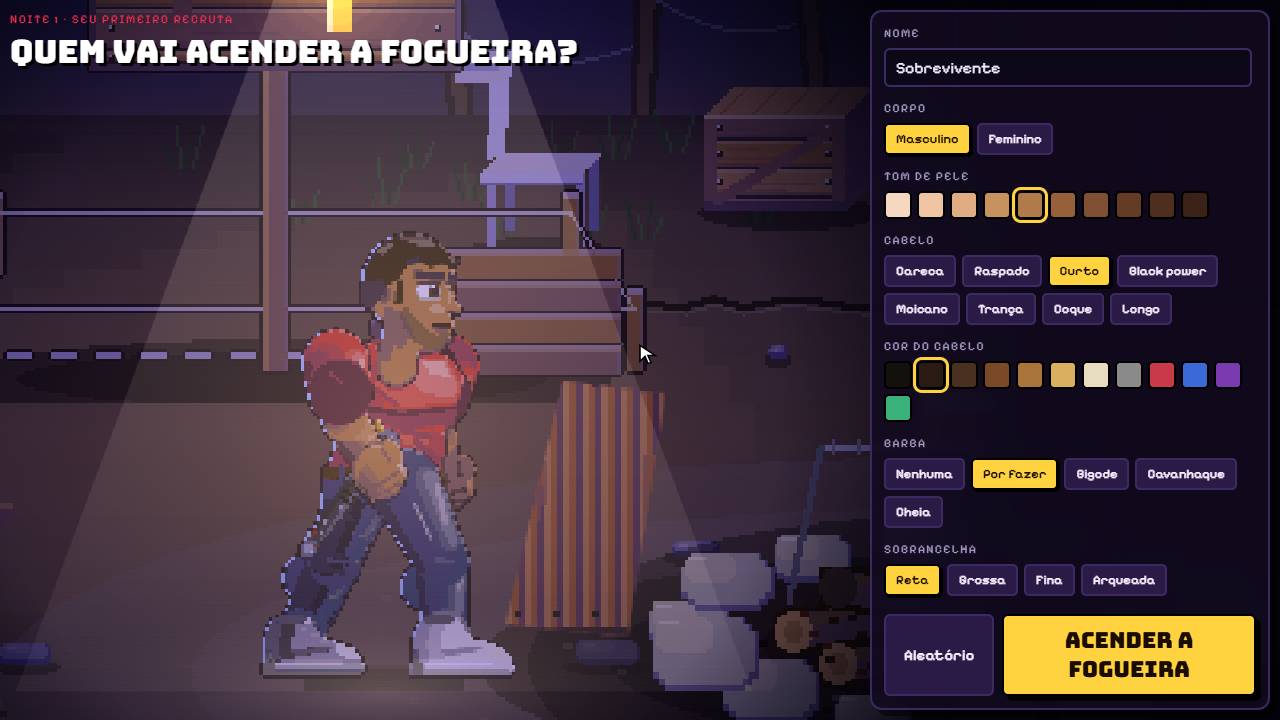 NOITE 1 · SEU PRIMEIRO RECRUTA
QUEM VAI ACENDER A FOGUEIRA?
NOME
Sobrevivente
CORPO
Masculino Feminino
TOM DE PELE
CABELO
Careca Raspado Curto Black power
Moicano Trança Coque Longo
COR DO CABELO
BARBA
Nenhuma Por fazer Bigode Cavanhaque
Cheia
SOBRANCELHA
Reta Grossa Fina Arqueada
Aleatório
ACENDER A
FOGUEIRA